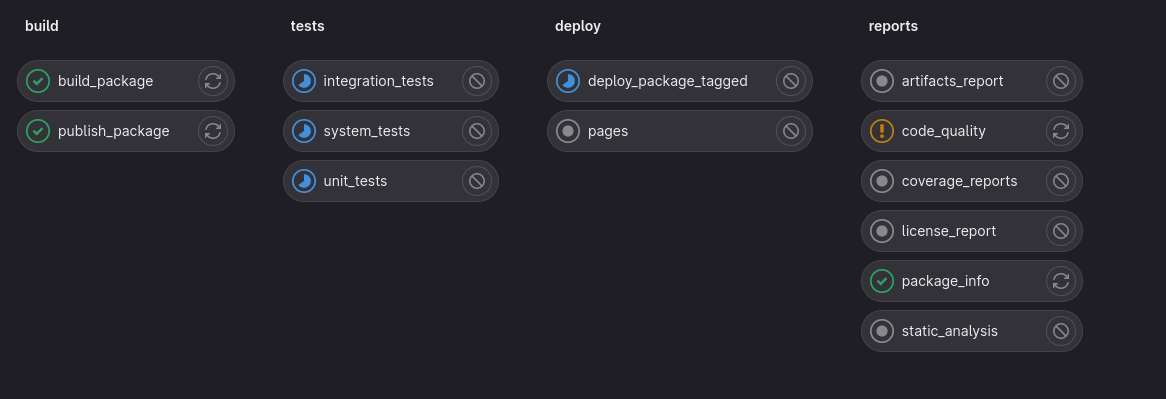 build
build_package
publish_package
tests
integration_tests
system_tests
unit_tests
deploy
deploy_package_tagged
pages
reports
artifacts_report
code_quality
coverage_reports
license_report
package_info
static_analysis